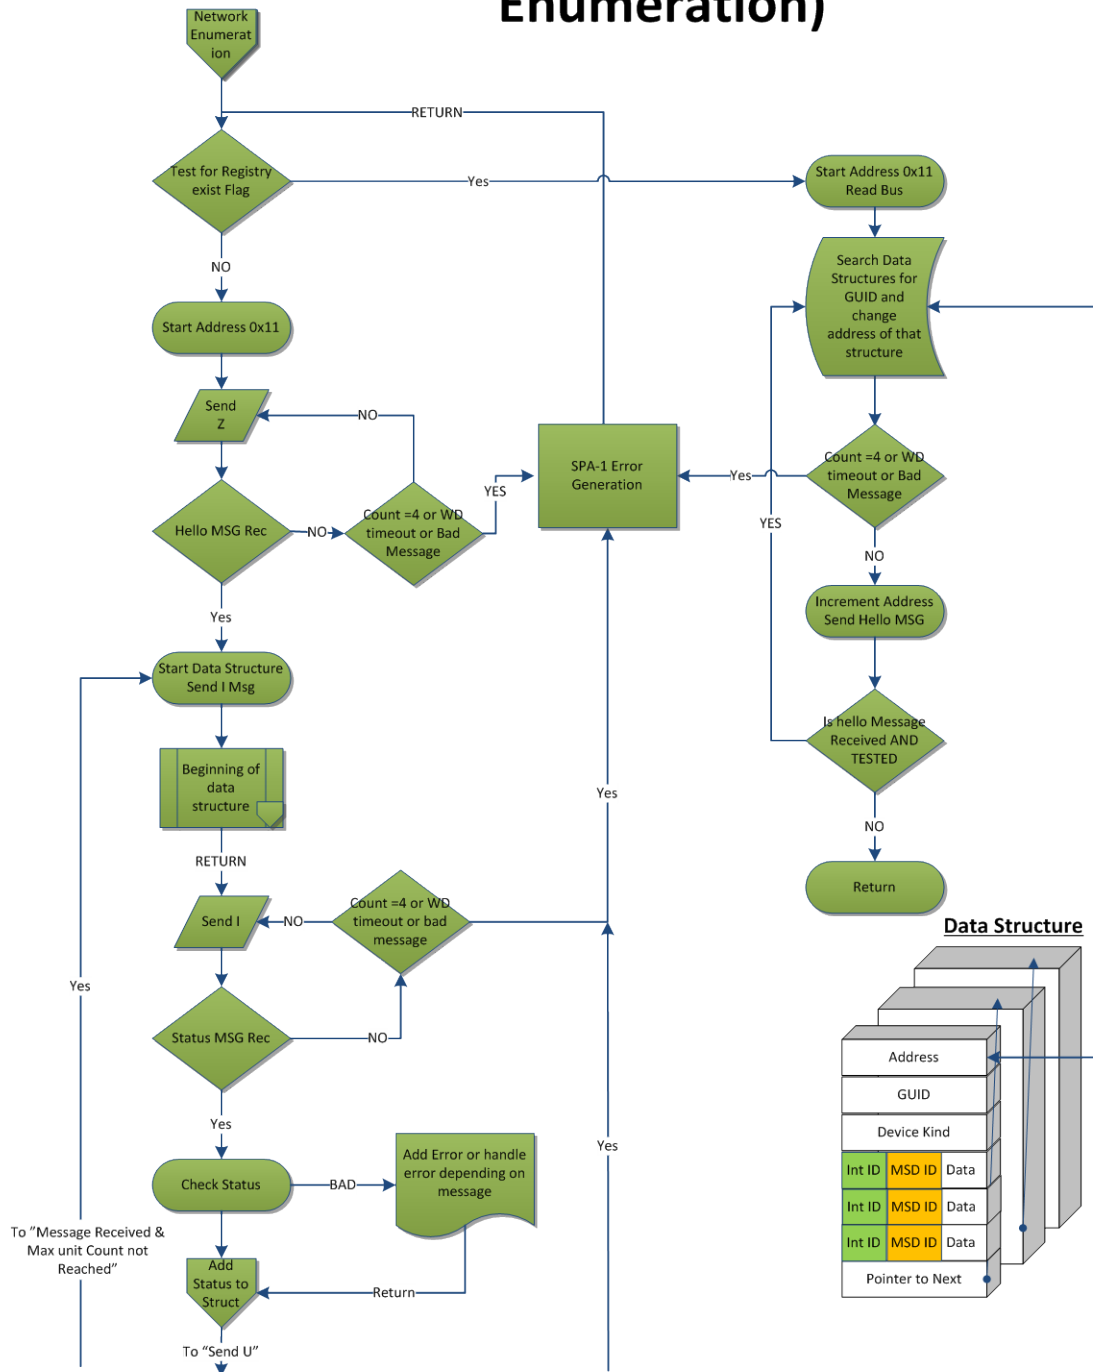 Enumeration)
Network
Enumerat
ion
RETURN
Test for Registry
exist Flag
Yes
Start Address 0x11
Read Bus
NO
Search Data
Structures for
GUID and
change
address of that
structure
Start Address 0x11
Send
Z
NO
SPA-1 Error
Generation
Count =4 or WD
timeout or Bad
Message
Yes
YES
YES
Hello MSG Rec
NO
Count =4 or WD
timeout or Bad
Message
NO
Increment Address
Send Hello MSG
Yes
Start Data Structure
Send I Msg
Is hello Message
Received AND
TESTED
Beginning of
data
structure
Yes
NO
RETURN
Return
Send I
NO
Count =4 or WD
timeout or bad
message
Data Structure
Yes
Status MSG Rec
NO
Address
GUID
Device Kind
Int ID MSD ID Data
Int ID MSD ID Data
Int ID MSD ID Data
Pointer to Next
Yes
Yes
Check Status
BAD
Add Error or handle
error depending on
message
To "Message Received &
Max unit Count not
Reached"
Add
Status to
Struct
Return
To "Send U"